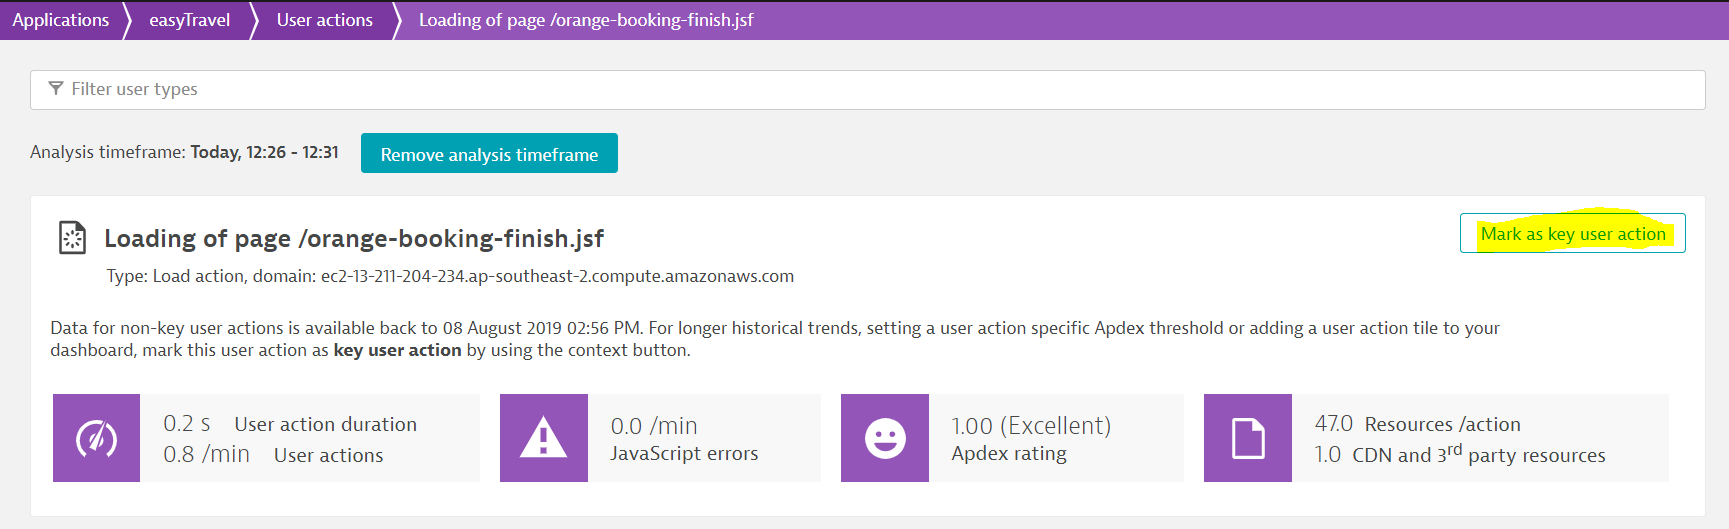 Applications easyTravel User actions Loading of page /orange-booking-finish.jsf
Filter user types
Analysis timeframe: Today, 12:26 - 12:31 Remove analysis timeframe
Loading of page /orange-booking-finish.jsf
Mark as key user action
Type: Load action, domain: ec2-13-211-204-234.ap-southeast-2.compute.amazonaws.com
Data for non-key user actions is available back to 08 August 2019 02:56 PM. For longer historical trends, setting a user action specific Apdex threshold or adding a user action tile to your
dashboard, mark this user action as key user action by using the context button.
0.2 s User action duration
0.8 /min User actions
0.0 /min
JavaScript errors
1.00 (Excellent)
Apdex rating
47.0 Resources /action
1.0 CDN and 3rd party resources